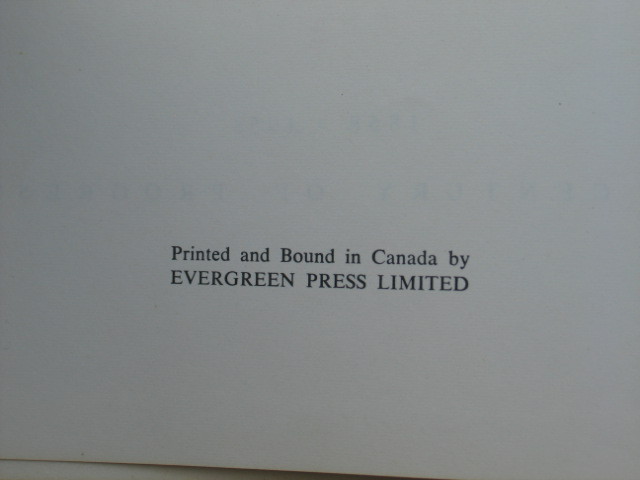 Printed and Bound in Canada by
EVERGREEN PRESS LIMITED